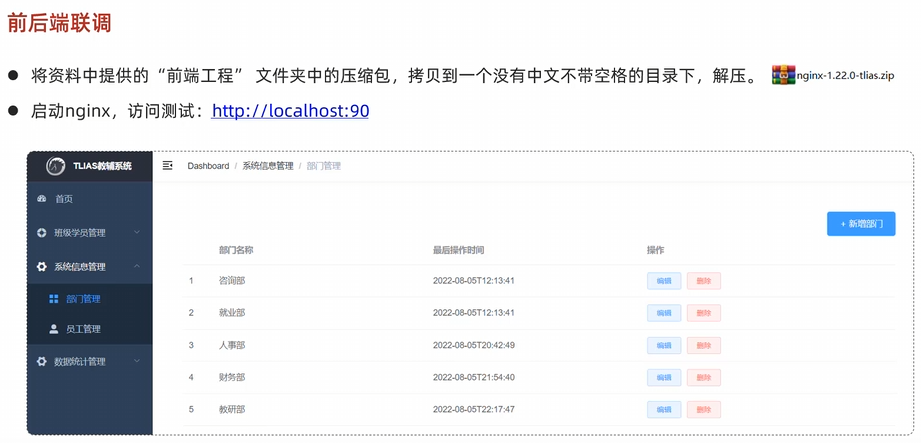 前后端联调
● 将资料中提供的“前端工程” 文件夹中的压缩包，拷贝到一个没有中文不带空格的目录下，解压。 nginx-1.22.0-tlias.zip
● 启动nginx，访问测试：http://localhost:90
TLIAS教辅系统 Dashboard / 系统信息管理 / 部门管理
首页
班级学员管理
系统信息管理
部门管理
员工管理
数据统计管理
+ 新增部门
部门名称 最后操作时间 操作
1 咨询部 2022-08-05T12:13:41 编辑 删除
2 就业部 2022-08-05T12:13:41 编辑 删除
3 人事部 2022-08-05T20:42:49 编辑 删除
4 财务部 2022-08-05T21:54:40 编辑 删除
5 教研部 2022-08-05T22:17:47 编辑 删除